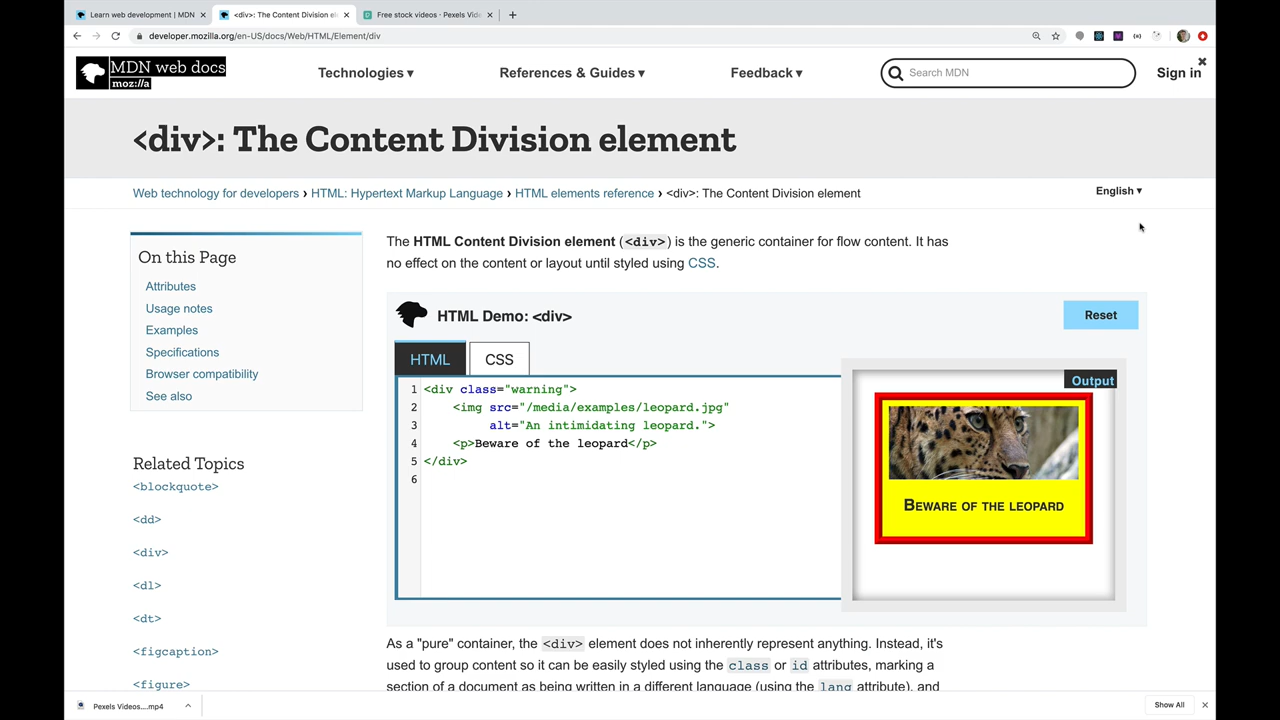 Learn web development | MDN
<div>: The Content Division el
Free stock videos · Pexels V
developer.mozilla.org/en-US/docs/Web/HTML/Element/div
MDN web docs
moz://a
Technologies ▾
References & Guides ▾
Feedback ▾
Search MDN
Sign in
<div>: The Content Division element
Web technology for developers › HTML: Hypertext Markup Language › HTML elements reference › <div>: The Content Division element
English ▾
On this Page
Attributes
Usage notes
Examples
Specifications
Browser compatibility
See also
Related Topics
<blockquote>
<dd>
<div>
<dl>
<dt>
<figcaption>
<figure>
The HTML Content Division element (<div>) is the generic container for flow content. It has
no effect on the content or layout until styled using CSS.
HTML Demo: <div>
Reset
HTML
CSS
1 <div class="warning">
2 <img src="/media/examples/leopard.jpg"
3 alt="An intimidating leopard.">
4 <p>Beware of the leopard</p>
5 </div>
6
Output
Beware of the leopard
As a "pure" container, the <div> element does not inherently represent anything. Instead, it's
used to group content so it can be easily styled using the class or id attributes, marking a
section of a document as being written in a different language (using the lang attribute), and
Pexels Videos....mp4
Show All